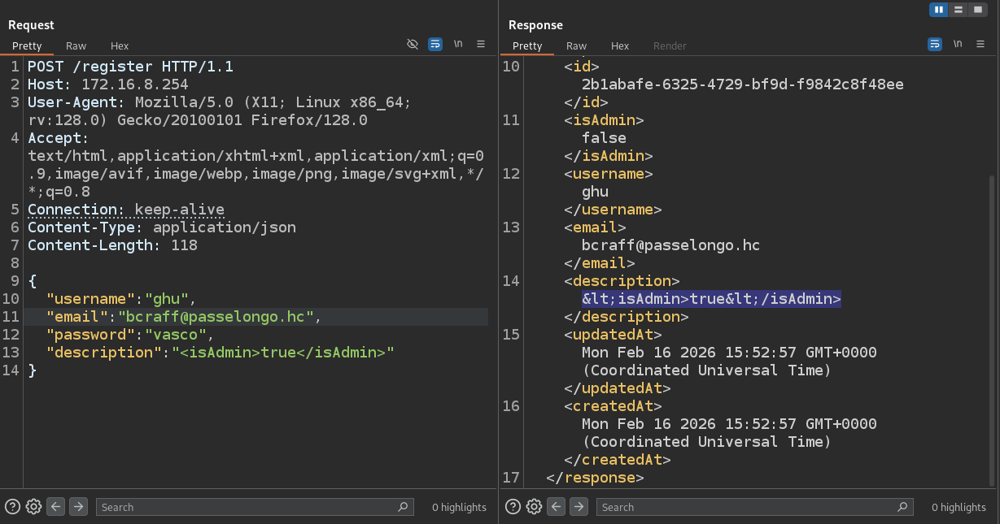 Request
Pretty Raw Hex \n
1 POST /register HTTP/1.1
2 Host: 172.16.8.254
3 User-Agent: Mozilla/5.0 (X11; Linux x86_64;
rv:128.0) Gecko/20100101 Firefox/128.0
4 Accept:
text/html,application/xhtml+xml,application/xml;q=0
.9,image/avif,image/webp,image/png,image/svg+xml,*/
*;q=0.8
5 Connection: keep-alive
6 Content-Type: application/json
7 Content-Length: 118
8
9 {
10 "username":"ghu",
11 "email":"bcraff@passelongo.hc",
12 "password":"vasco",
13 "description":"<isAdmin>true</isAdmin>"
14 }
Search 0 highlights
Response
Pretty Raw Hex Render \n
10 <id>
2b1abafe-6325-4729-bf9d-f9842c8f48ee
</id>
11 <isAdmin>
false
</isAdmin>
12 <username>
ghu
</username>
13 <email>
bcraff@passelongo.hc
</email>
14 <description>
&lt;isAdmin>true&lt;/isAdmin>
</description>
15 <updatedAt>
Mon Feb 16 2026 15:52:57 GMT+0000
(Coordinated Universal Time)
</updatedAt>
16 <createdAt>
Mon Feb 16 2026 15:52:57 GMT+0000
(Coordinated Universal Time)
</createdAt>
17 </response>
Search 0 highlights